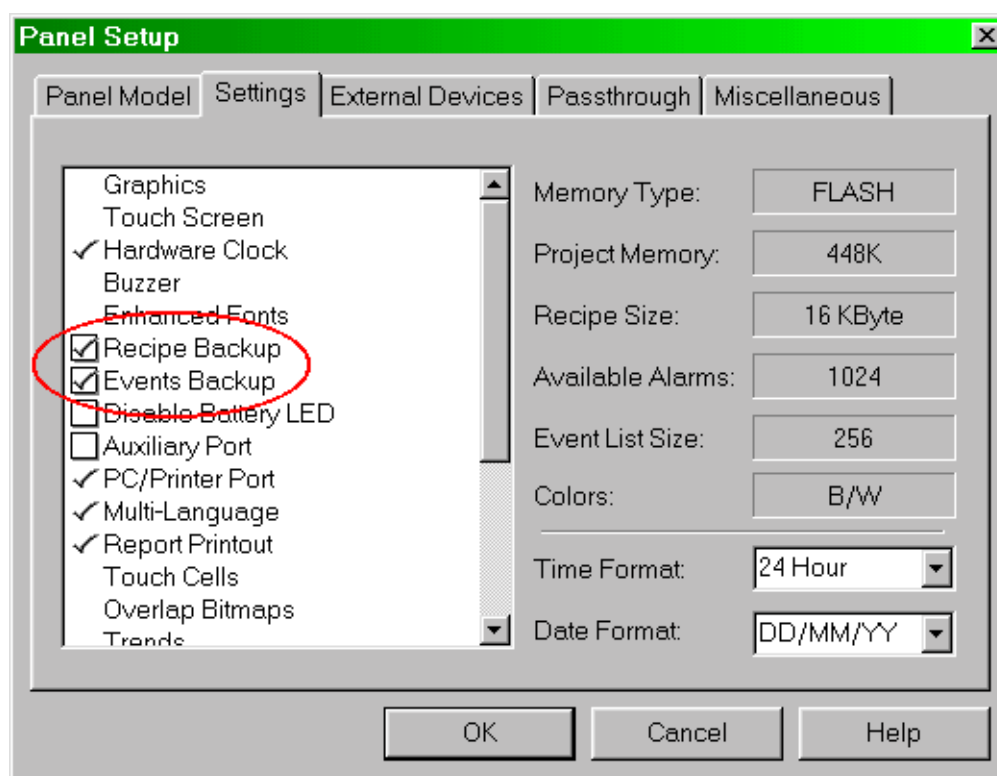 Panel Setup
Panel Model Settings External Devices Passthrough Miscellaneous
Graphics
Touch Screen
Hardware Clock
Buzzer
Enhanced Fonts
Recipe Backup
Events Backup
Disable Battery LED
Auxiliary Port
PC/Printer Port
Multi-Language
Report Printout
Touch Cells
Overlap Bitmaps
Trends
Memory Type: FLASH
Project Memory: 448K
Recipe Size: 16 KByte
Available Alarms: 1024
Event List Size: 256
Colors: B/W
Time Format: 24 Hour
Date Format: DD/MM/YY
OK Cancel Help